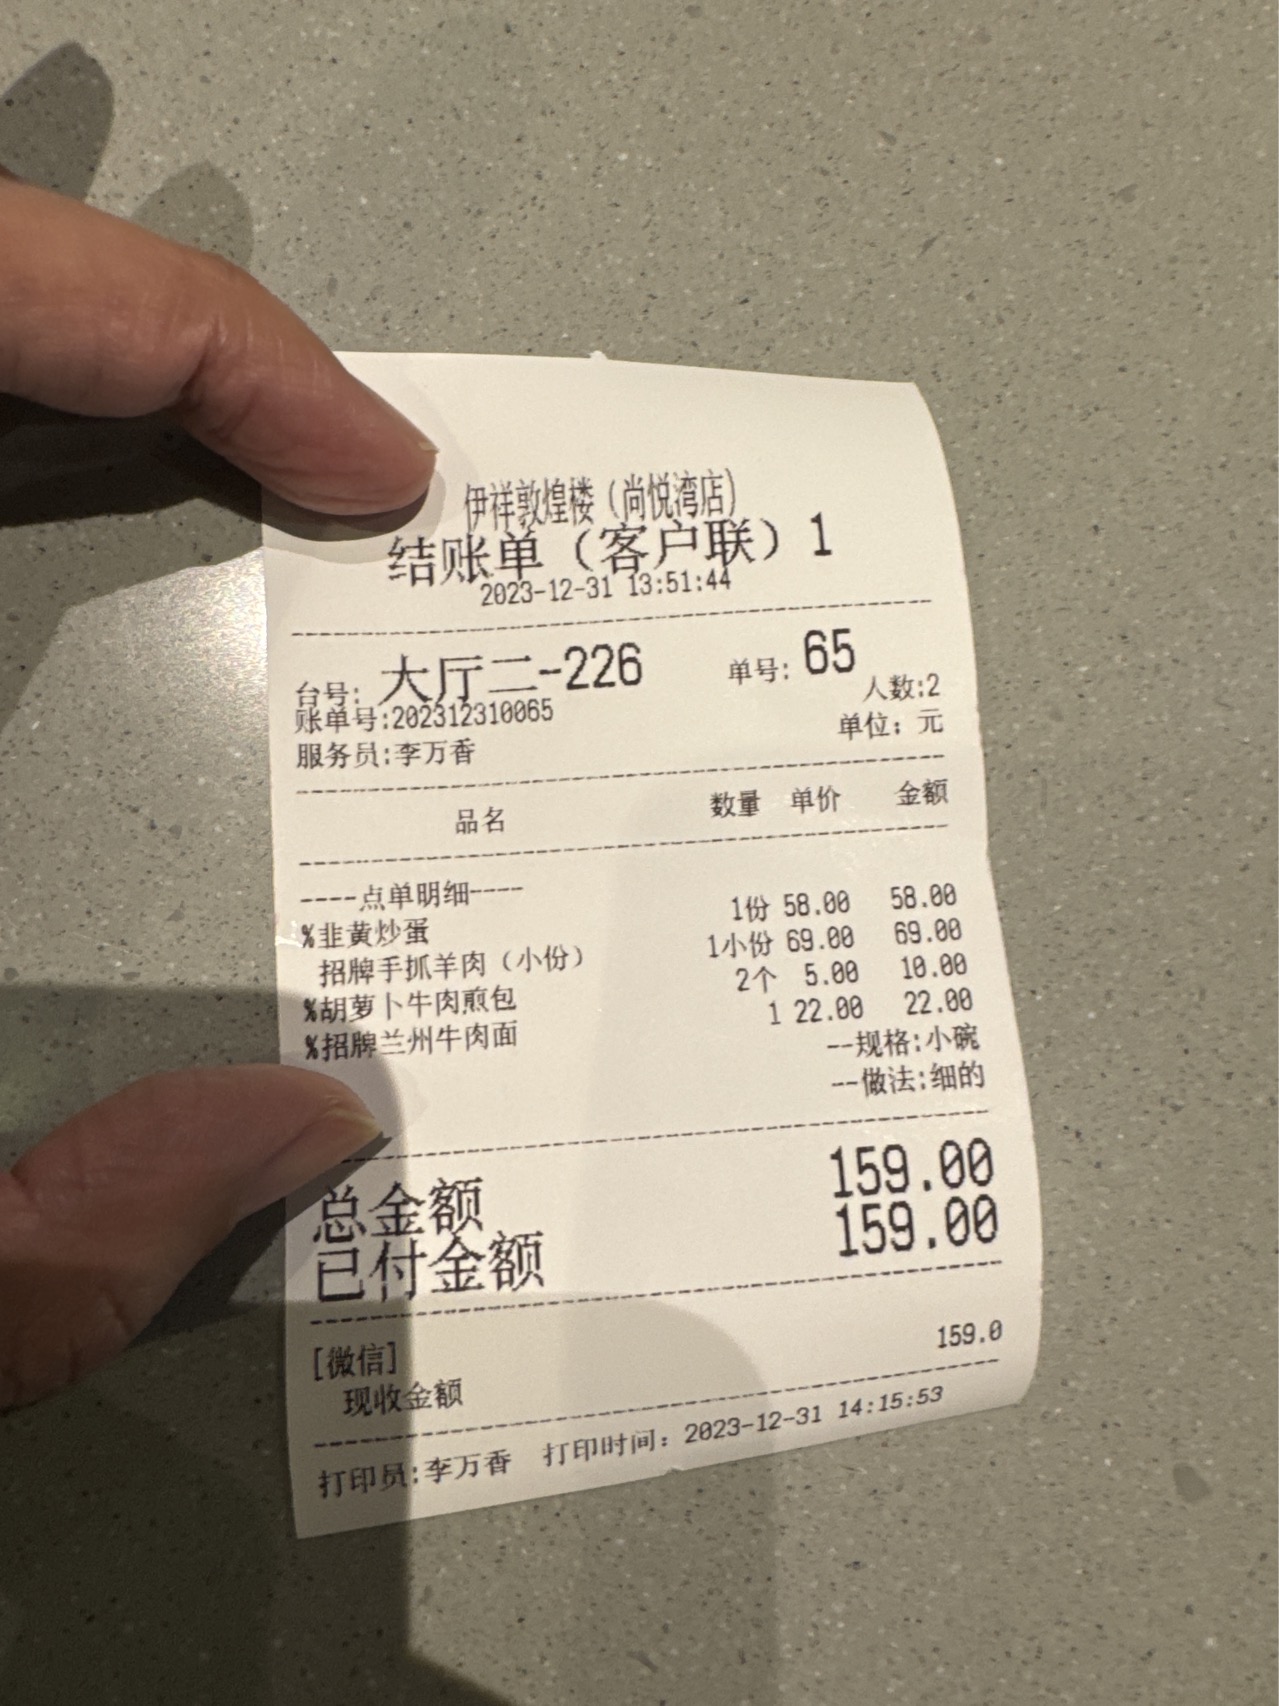 伊祥敦煌楼（尚悦湾店）
结账单（客户联）1
2023-12-31 13:51:44
台号: 大厅二-226 单号: 65
人数:2
账单号:202312310065
单位: 元
服务员:李万香
品名 数量 单价 金额
----点单明细----
%韭黄炒蛋 1份 58.00 58.00
招牌手抓羊肉（小份） 1小份 69.00 69.00
%胡萝卜牛肉煎包 2个 5.00 10.00
%招牌兰州牛肉面 1 22.00 22.00
--规格:小碗
--做法:细的
总金额 159.00
已付金额 159.00
[微信] 159.0
现收金额
打印员:李万香 打印时间: 2023-12-31 14:15:53